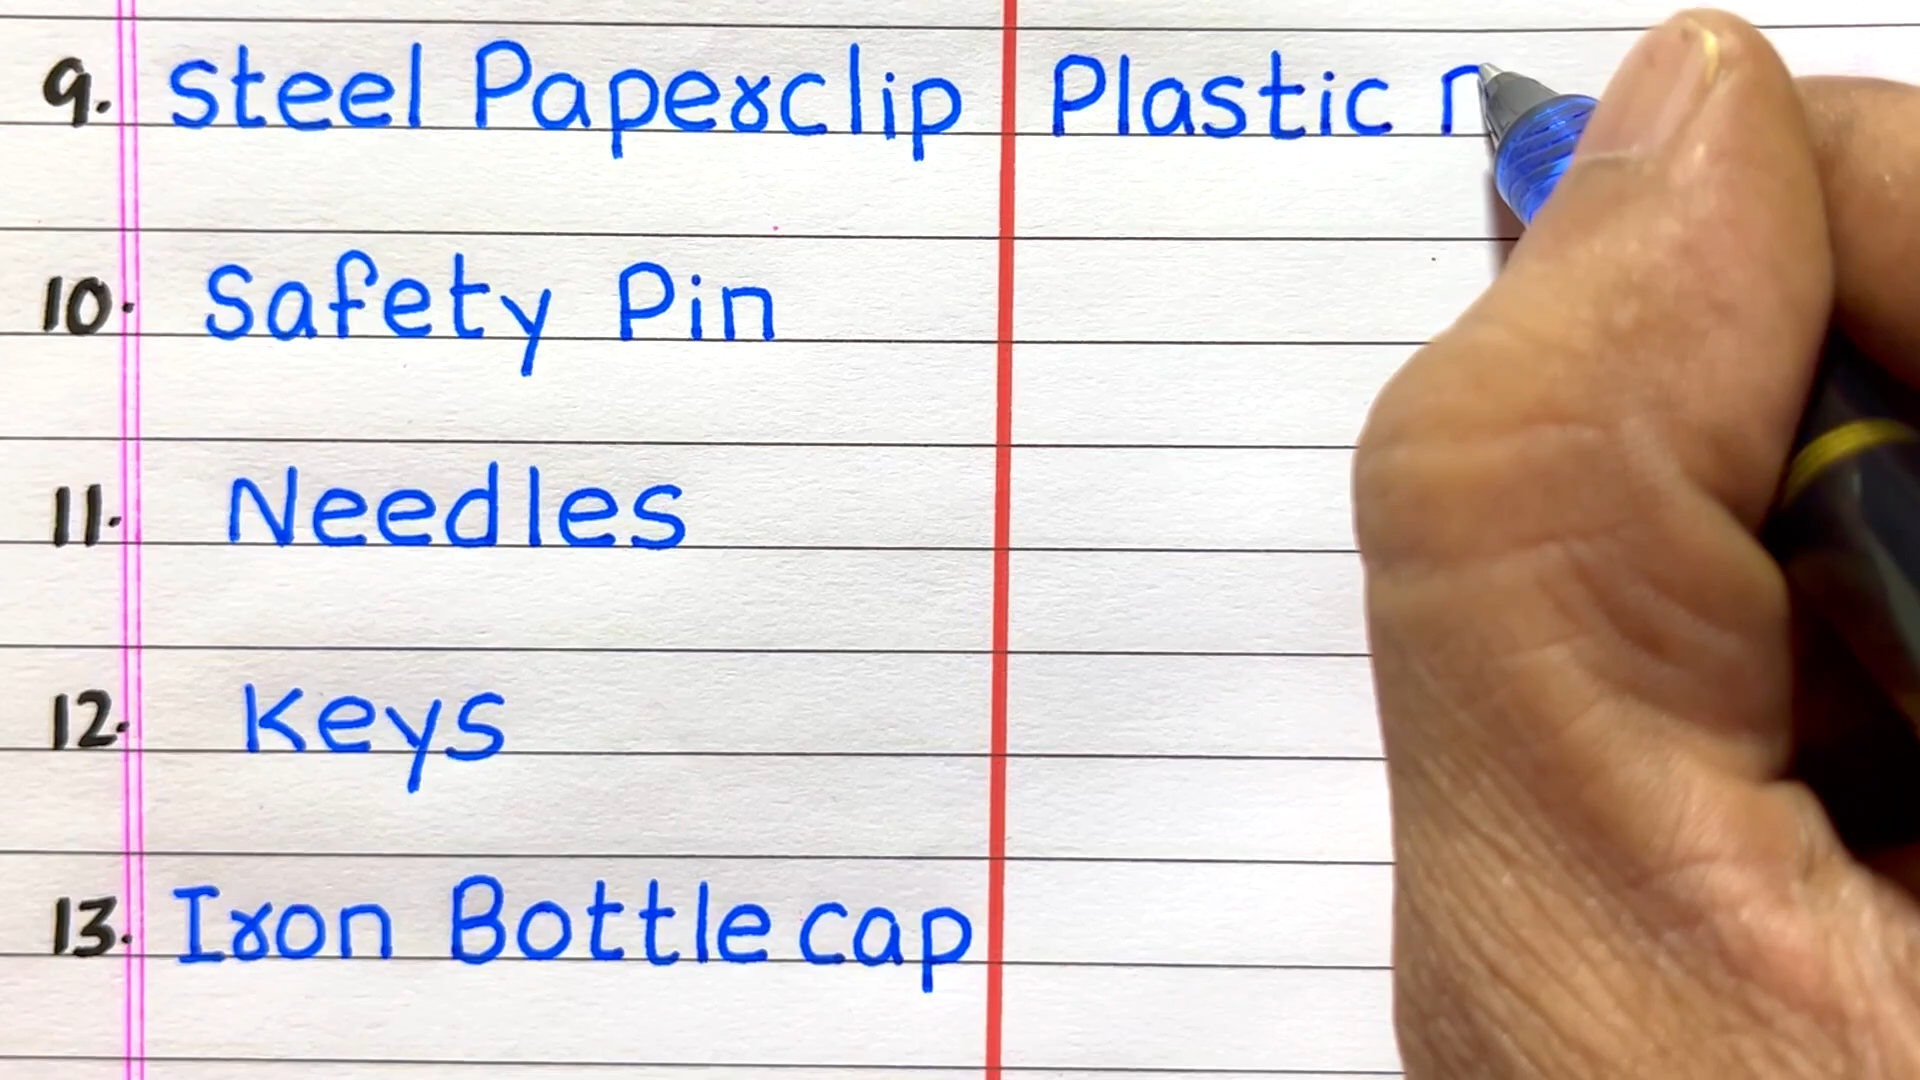 9. Steel Paperclip Plastic
10. Safety Pin
11. Needles
12. Keys
13. Iron Bottle cap